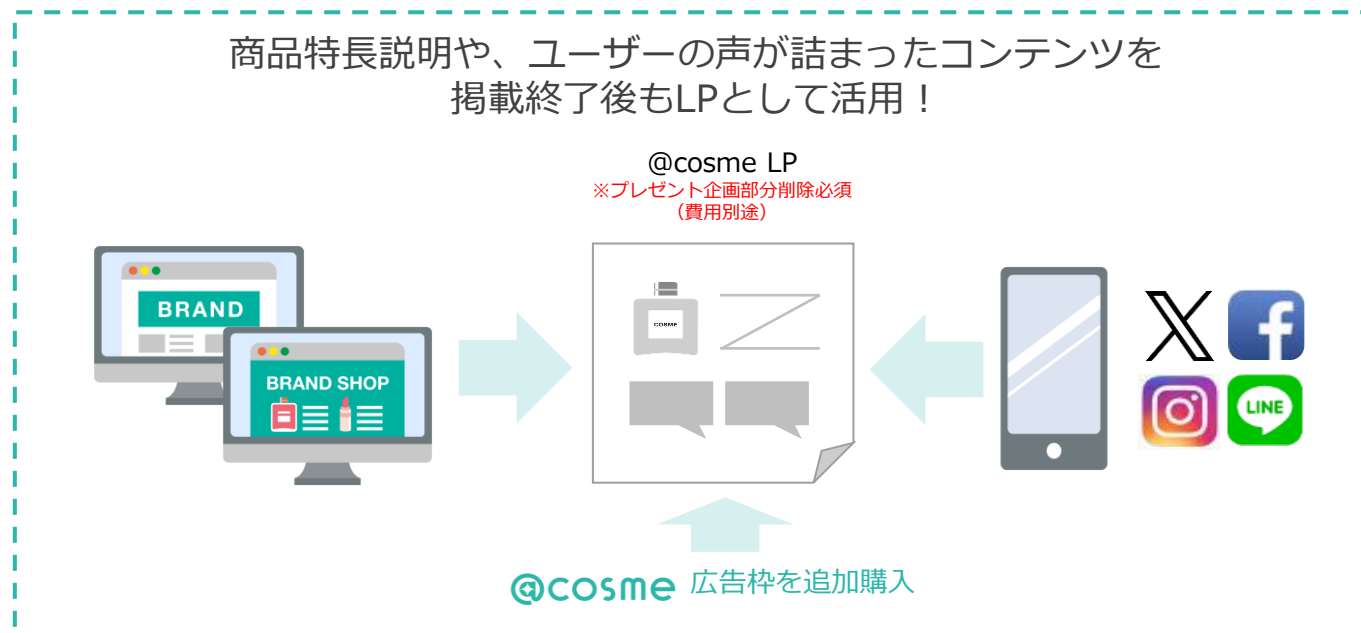 商品特長説明や、ユーザーの声が詰まったコンテンツを
掲載終了後もLPとして活用！
@cosme LP
※プレゼント企画部分削除必須
（費用別途）
BRAND
BRAND SHOP
COSME
LINE
@cosme 広告枠を追加購入